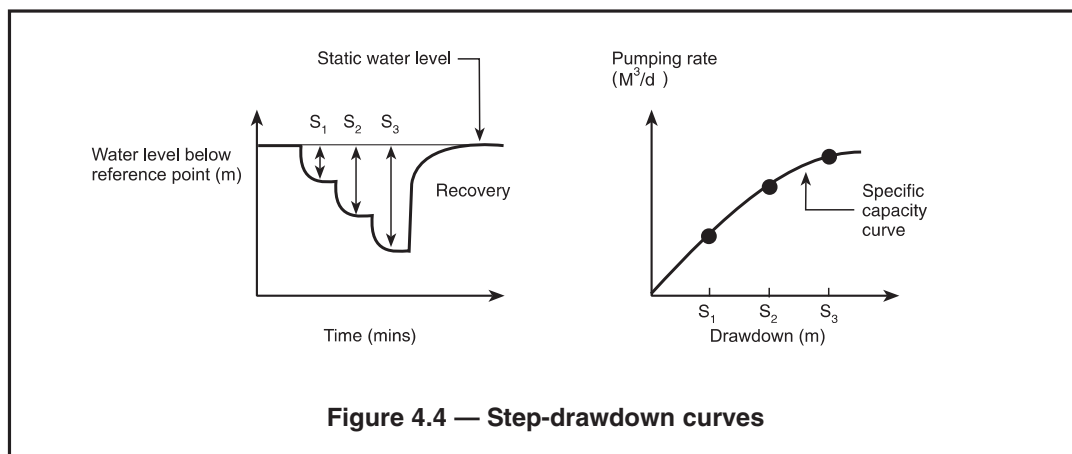 Static water level
S1 S2 S3
Water level below
reference point (m)
Recovery
Time (mins)
Pumping rate
(M3/d )
Specific
capacity
curve
S1 S2 S3
Drawdown (m)
Figure 4.4 — Step-drawdown curves